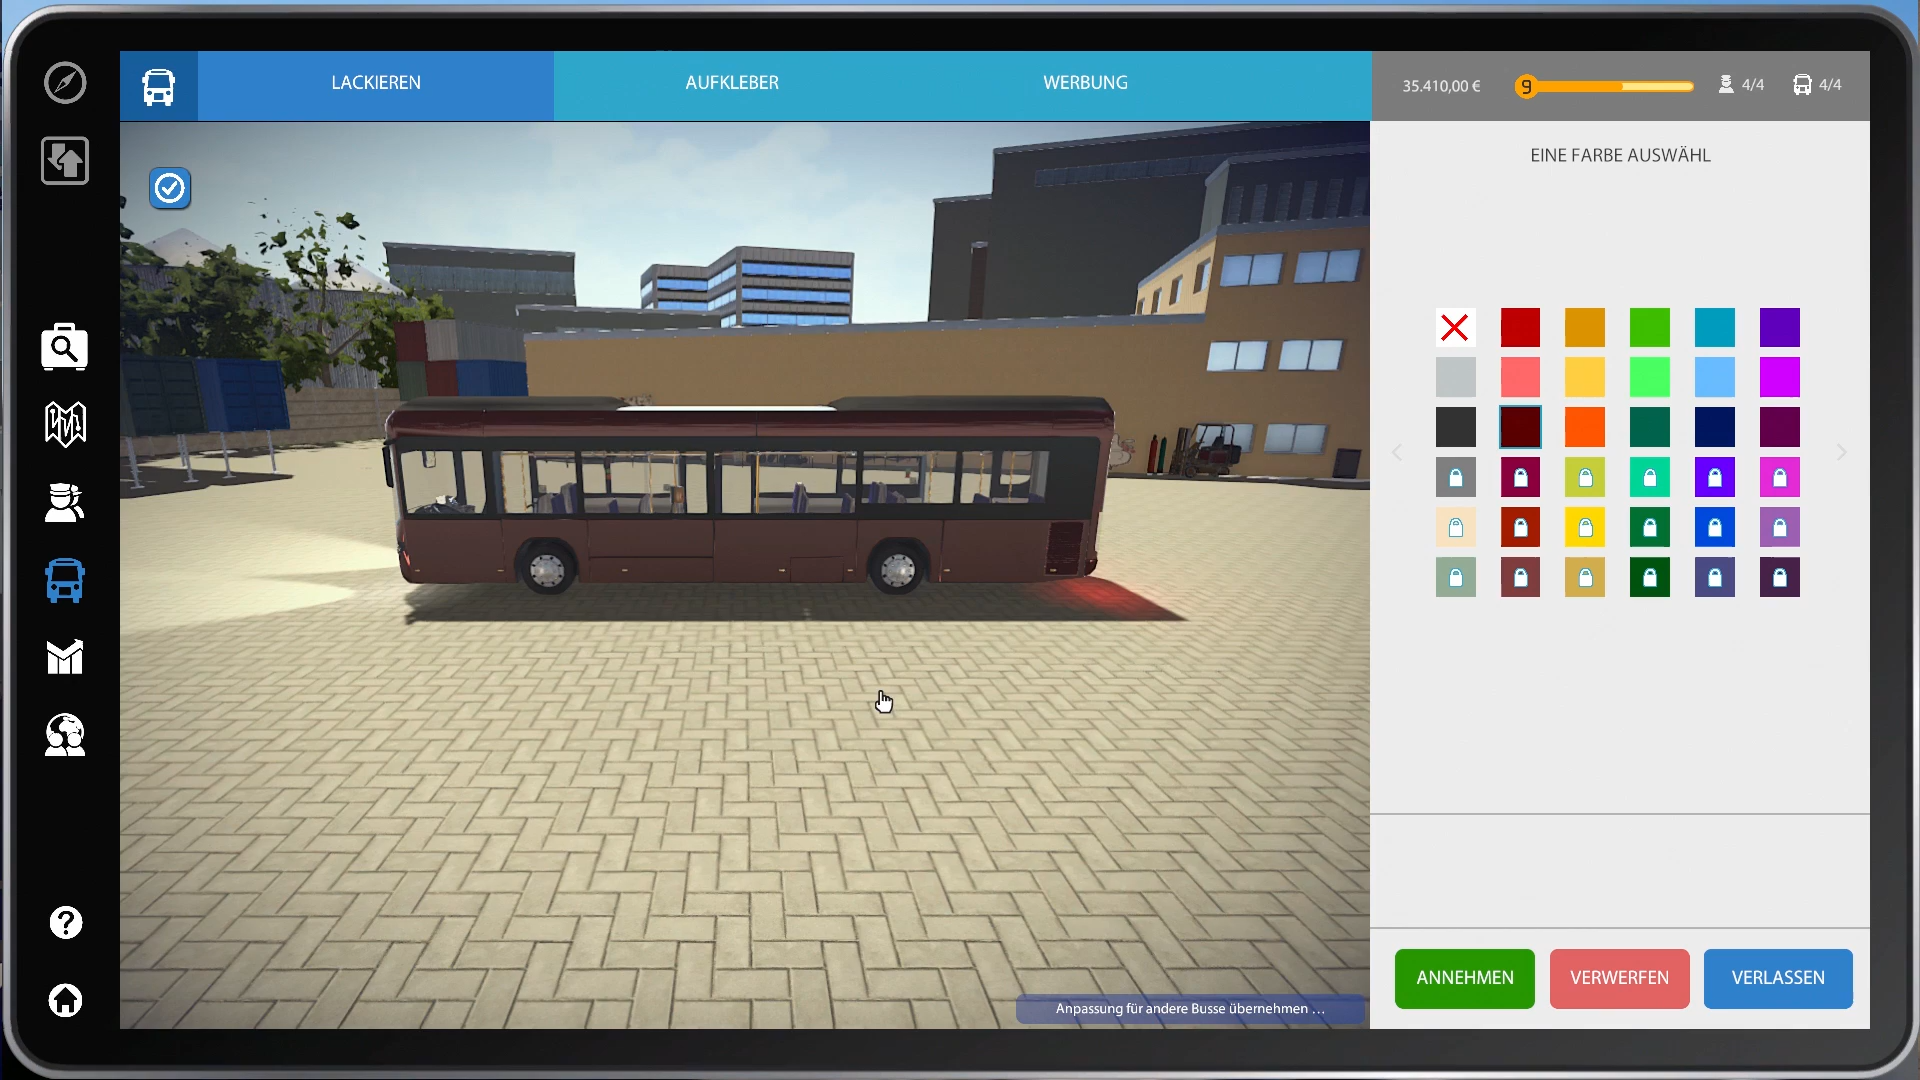 LACKIEREN
AUFKLEBER
WERBUNG
35.410,00 €
9
4/4
4/4
EINE FARBE AUSWÄHL
Anpassung für andere Busse übernehmen ...
ANNEHMEN
VERWERFEN
VERLASSEN